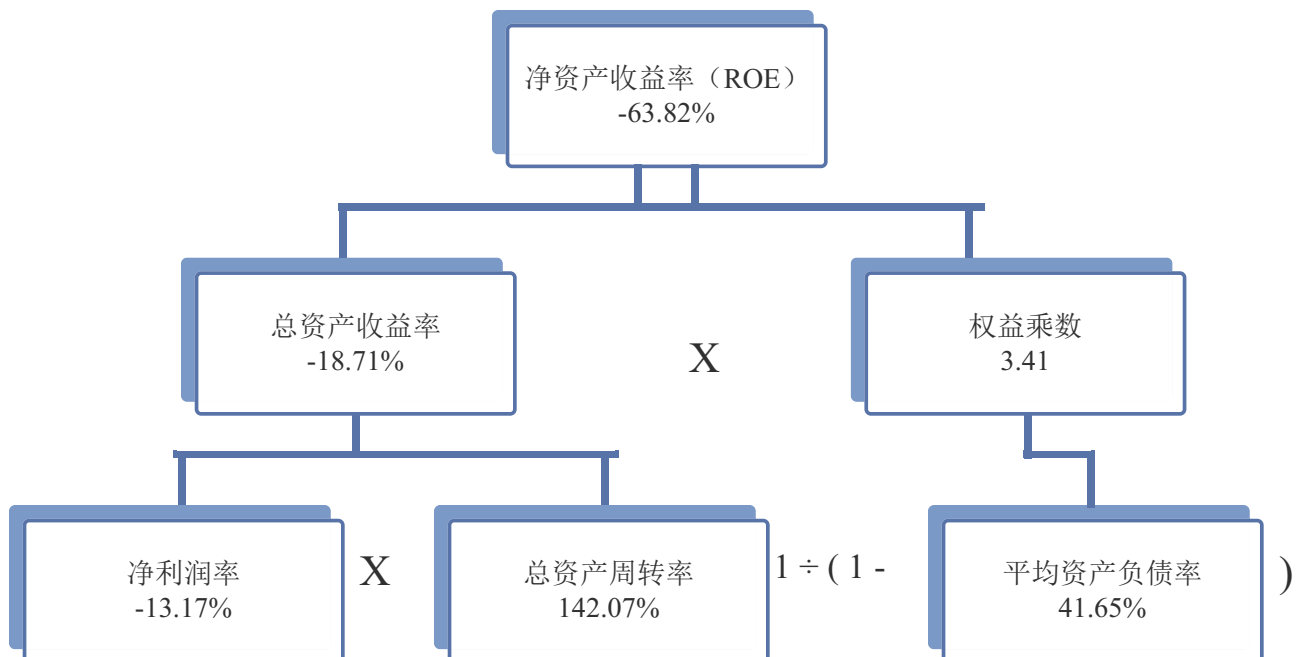 净资产收益率（ROE）
-63.82%
总资产收益率
-18.71%
X
权益乘数
3.41
净利润率
-13.17%
X
总资产周转率
142.07%
1 ÷ ( 1 -
平均资产负债率
41.65%
)